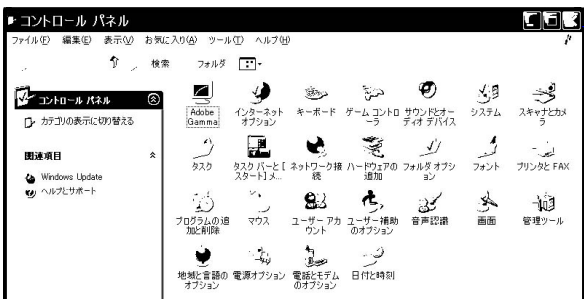 コントロール パネル
ファイル(F) 編集(E) 表示(V) お気に入り(A) ツール(T) ヘルプ(H)
検索 フォルダ
コントロール パネル
カテゴリの表示に切り替える
関連項目
Windows Update
ヘルプとサポート
Adobe
Gamma
インターネット
オプション
キーボード
ゲーム コントロ
ーラ
サウンドとオー
ディオ デバイス
システム
スキャナとカメ
ラ
タスク
タスク バーと [
スタート] メ...
ネットワーク接
続
ハードウェアの
追加
フォルダ オプシ
ョン
フォント
プリンタと FAX
プログラムの追
加と削除
マウス
ユーザー アカ
ウント
ユーザー補助
のオプション
音声認識
画面
管理ツール
地域と言語の
オプション
電源オプション
電話とモデム
のオプション
日付と時刻